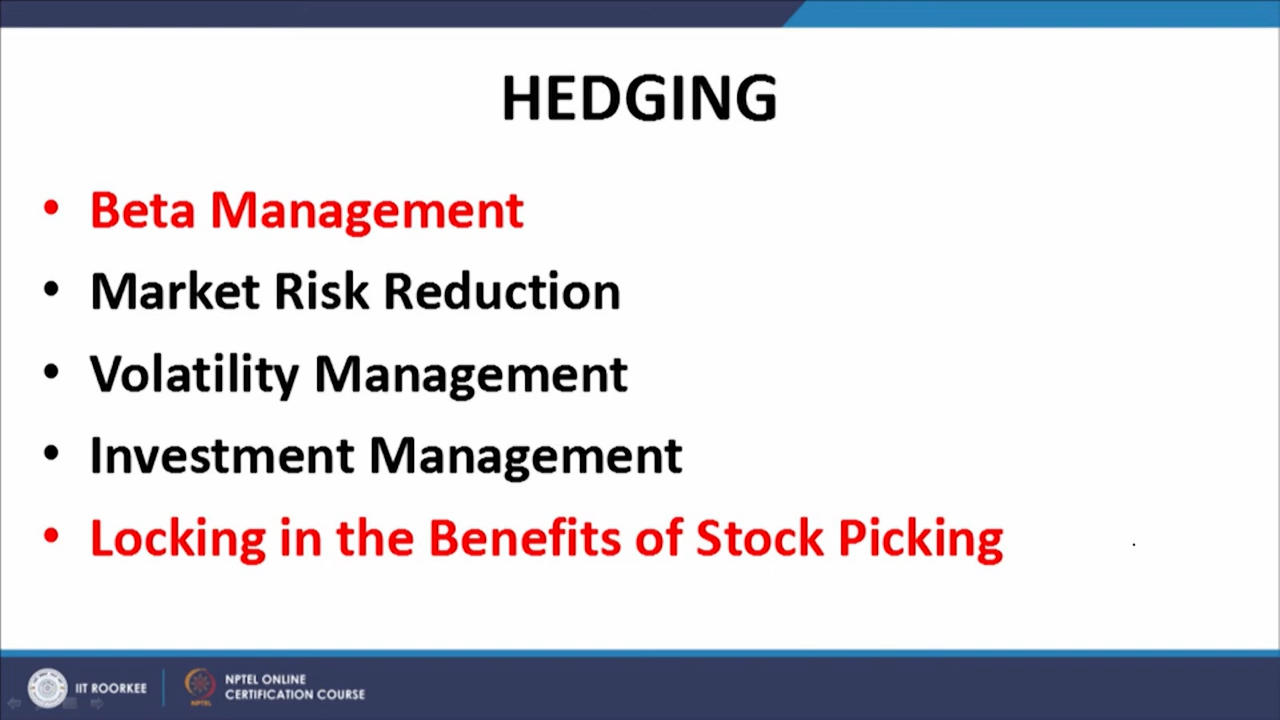 HEDGING
• Beta Management
• Market Risk Reduction
• Volatility Management
• Investment Management
• Locking in the Benefits of Stock Picking
IIT ROORKEE
NPTEL
NPTEL ONLINE
CERTIFICATION COURSE